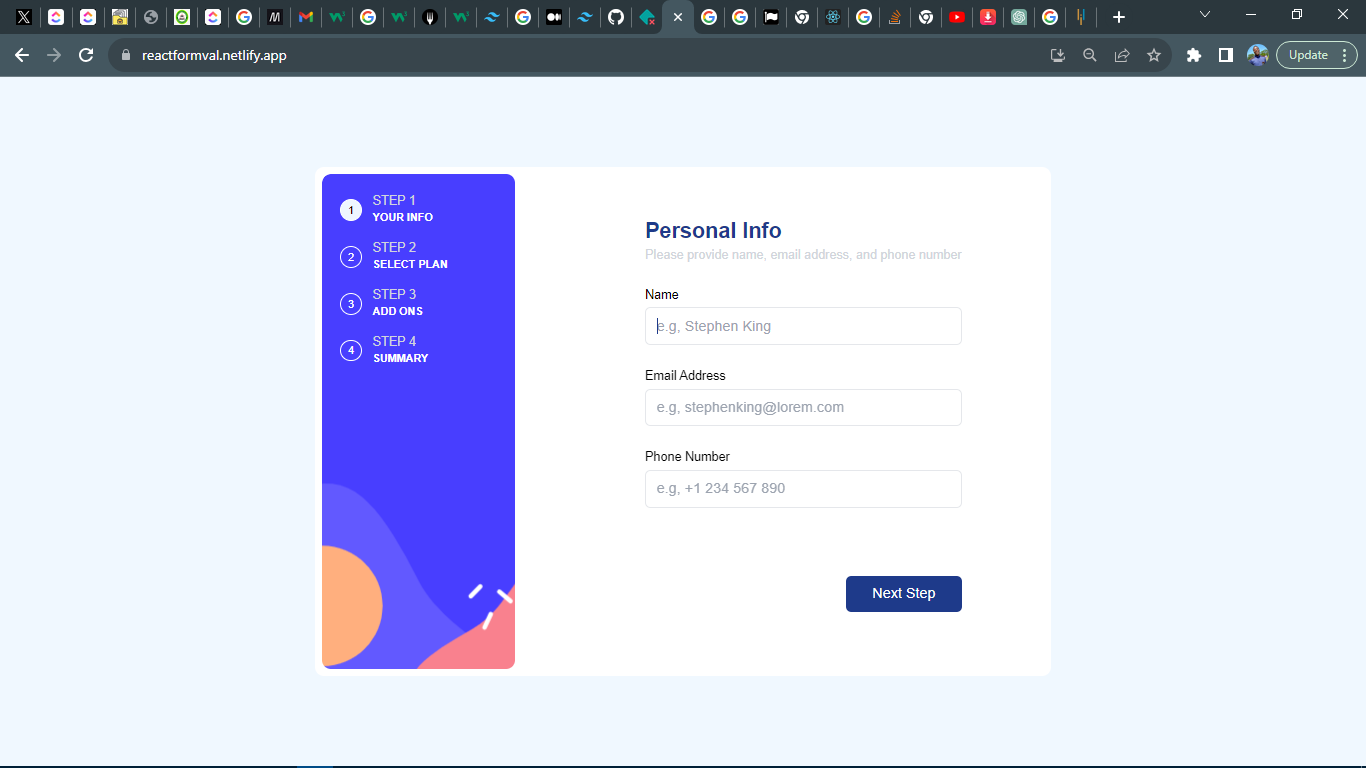 reactformval.netlify.app
Update
1
STEP 1
YOUR INFO
2
STEP 2
SELECT PLAN
3
STEP 3
ADD ONS
4
STEP 4
SUMMARY
Personal Info
Please provide name, email address, and phone number
Name
e.g, Stephen King
Email Address
e.g, stephenking@lorem.com
Phone Number
e.g, +1 234 567 890
Next Step